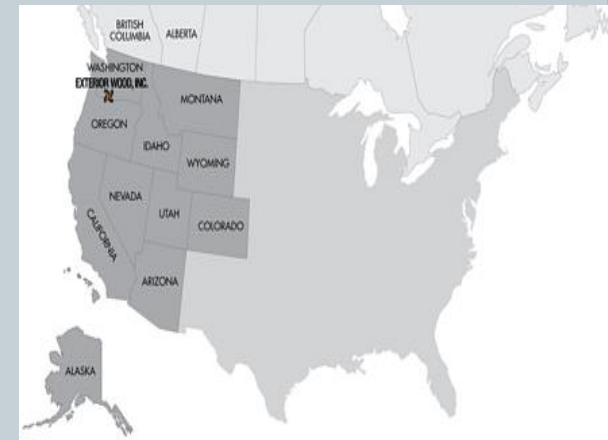 BRITISH
COLUMBIA
ALBERTA
WASHINGTON
EXTERIOR WOOD, INC.
MONTANA
OREGON
IDAHO
WYOMING
NEVADA
UTAH
COLORADO
CALIFORNIA
ARIZONA
ALASKA